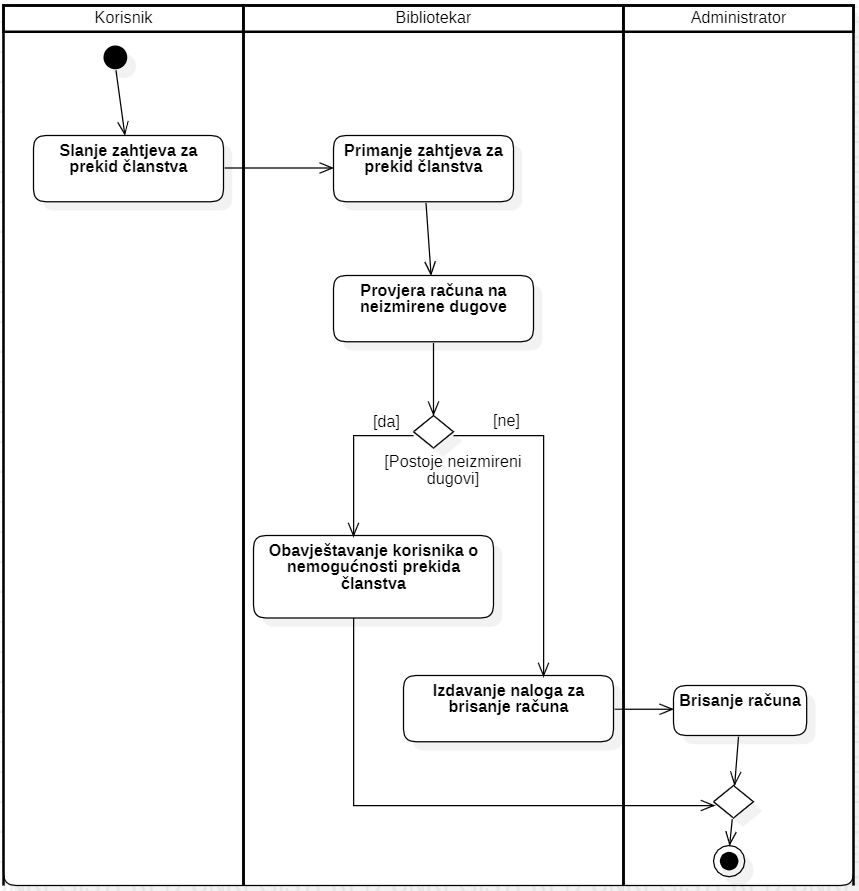 Korisnik
Bibliotekar
Administrator
Slanje zahtjeva za
prekid članstva
Primanje zahtjeva za
prekid članstva
Provjera računa na
neizmirene dugove
[da]
[ne]
[Postoje neizmireni
dugovi]
Obavještavanje korisnika o
nemogućnosti prekida
članstva
Izdavanje naloga za
brisanje računa
Brisanje računa